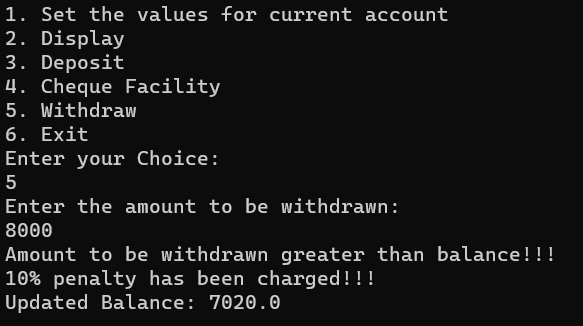 1. Set the values for current account
2. Display
3. Deposit
4. Cheque Facility
5. Withdraw
6. Exit
Enter your Choice:
5
Enter the amount to be withdrawn:
8000
Amount to be withdrawn greater than balance!!!
10% penalty has been charged!!!
Updated Balance: 7020.0